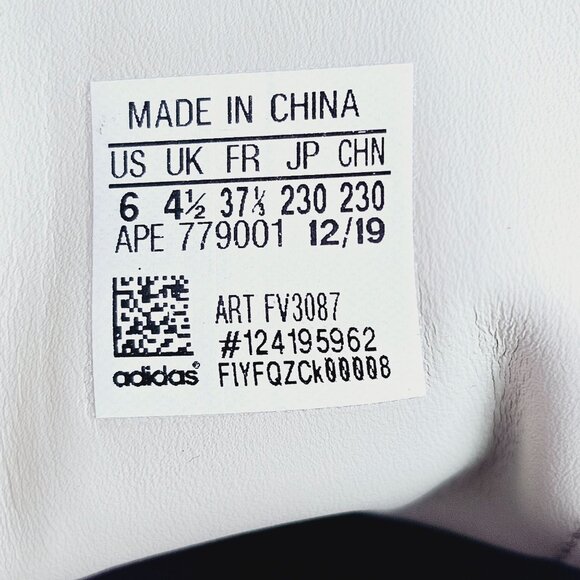 MADE IN CHINA
US UK FR JP CHN
6 4½ 37⅓ 230 230
APE 779001 12/19
ART FV3087
#124195962
adidas® FIYFQZCk00008